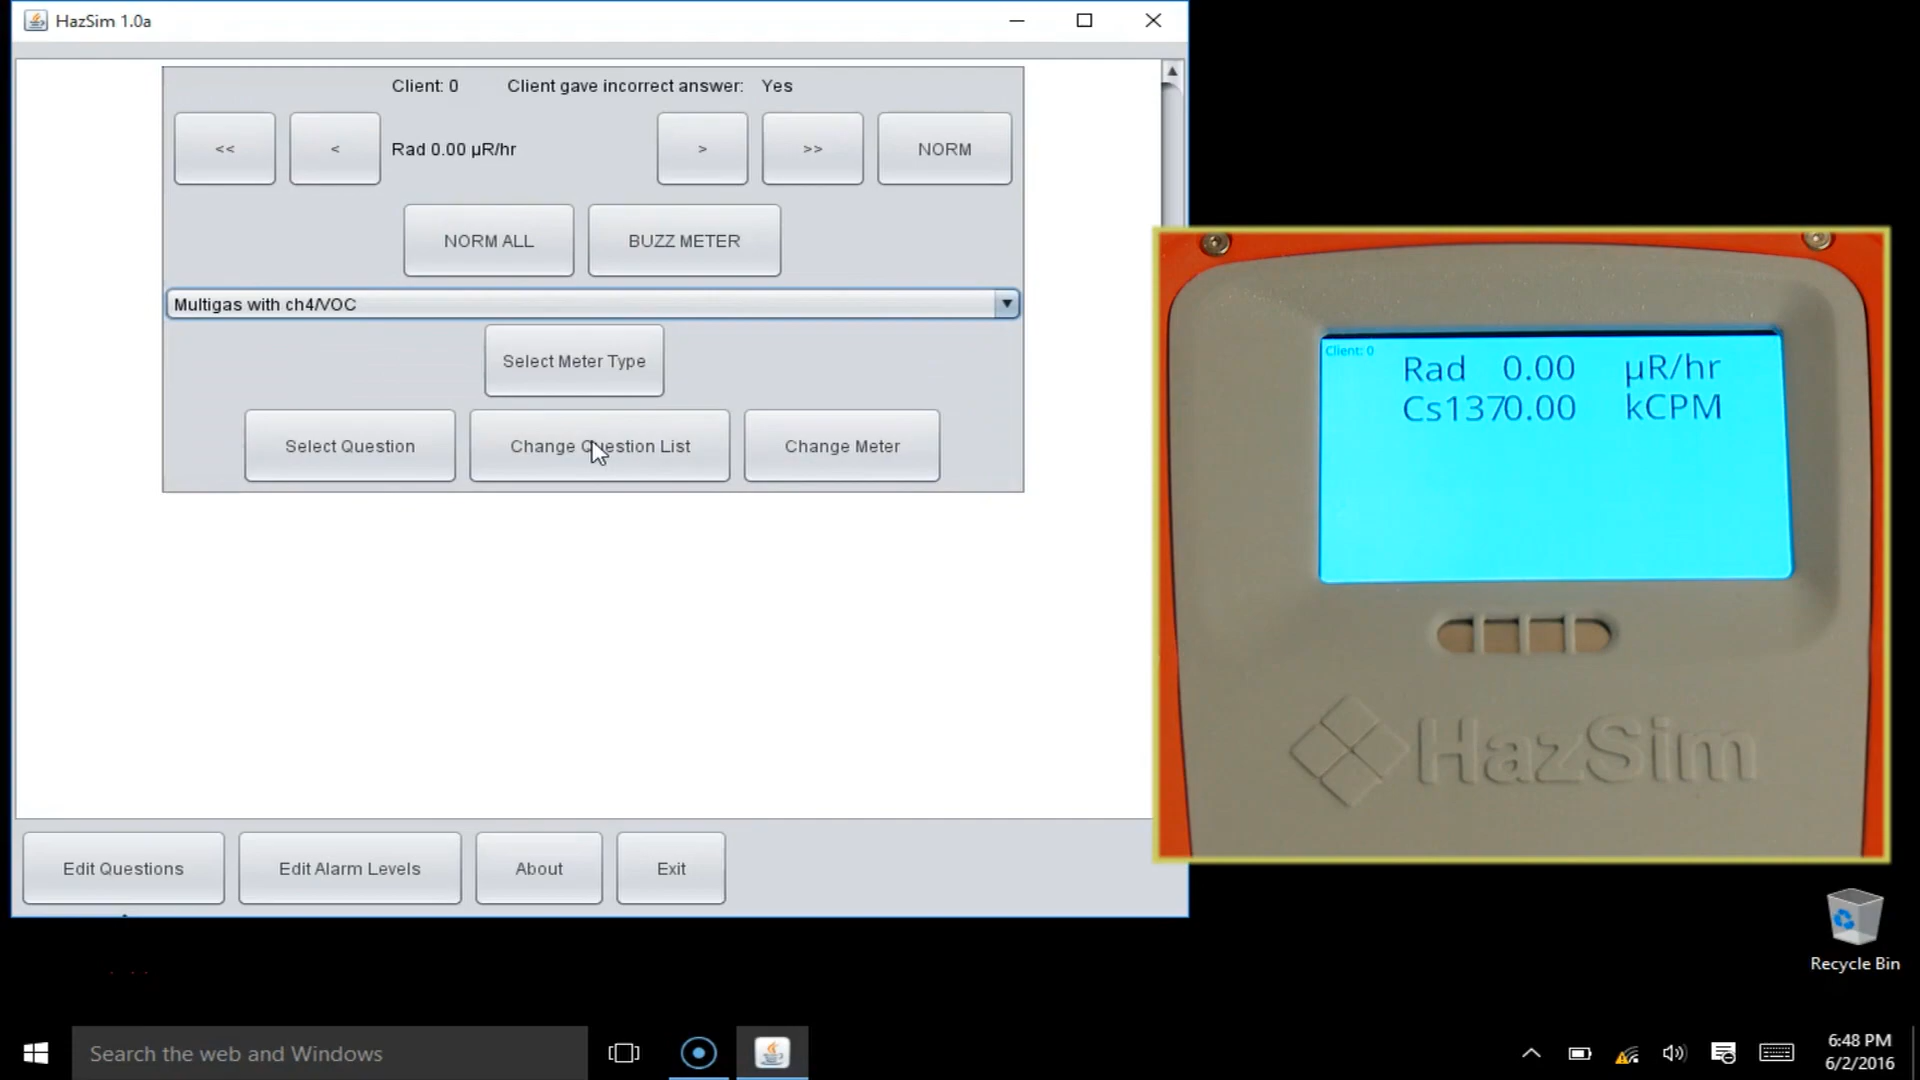 HazSim 1.0a
Client: 0 Client gave incorrect answer: Yes
<< < Rad 0.00 µR/hr > >> NORM
NORM ALL BUZZ METER
Multigas with ch4/VOC
Select Meter Type
Select Question Change Question List Change Meter
Edit Questions Edit Alarm Levels About Exit
Client: 0
Rad 0.00 µR/hr
Cs1370.00 kCPM
HazSim
Recycle Bin
Search the web and Windows
6:48 PM
6/2/2016